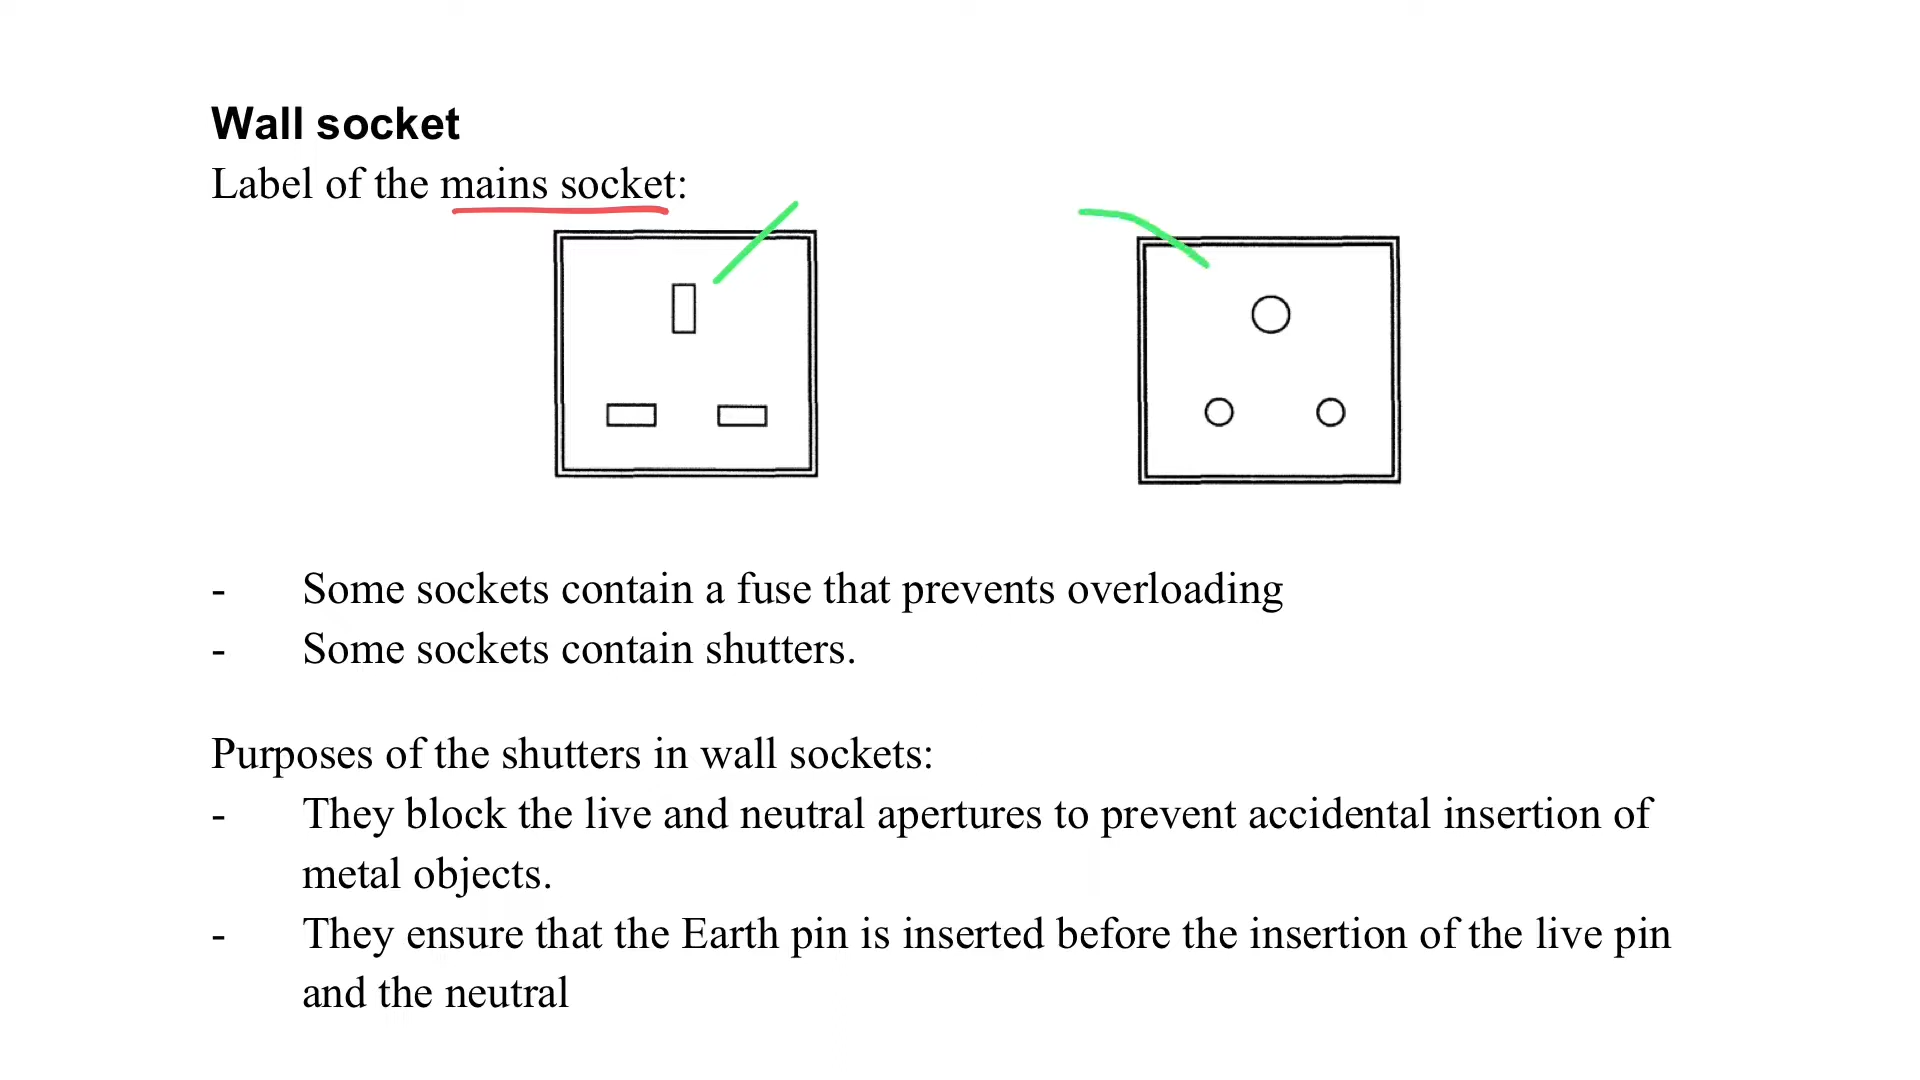 Wall socket
Label of the mains socket:
- Some sockets contain a fuse that prevents overloading
- Some sockets contain shutters.
Purposes of the shutters in wall sockets:
- They block the live and neutral apertures to prevent accidental insertion of
metal objects.
- They ensure that the Earth pin is inserted before the insertion of the live pin
and the neutral